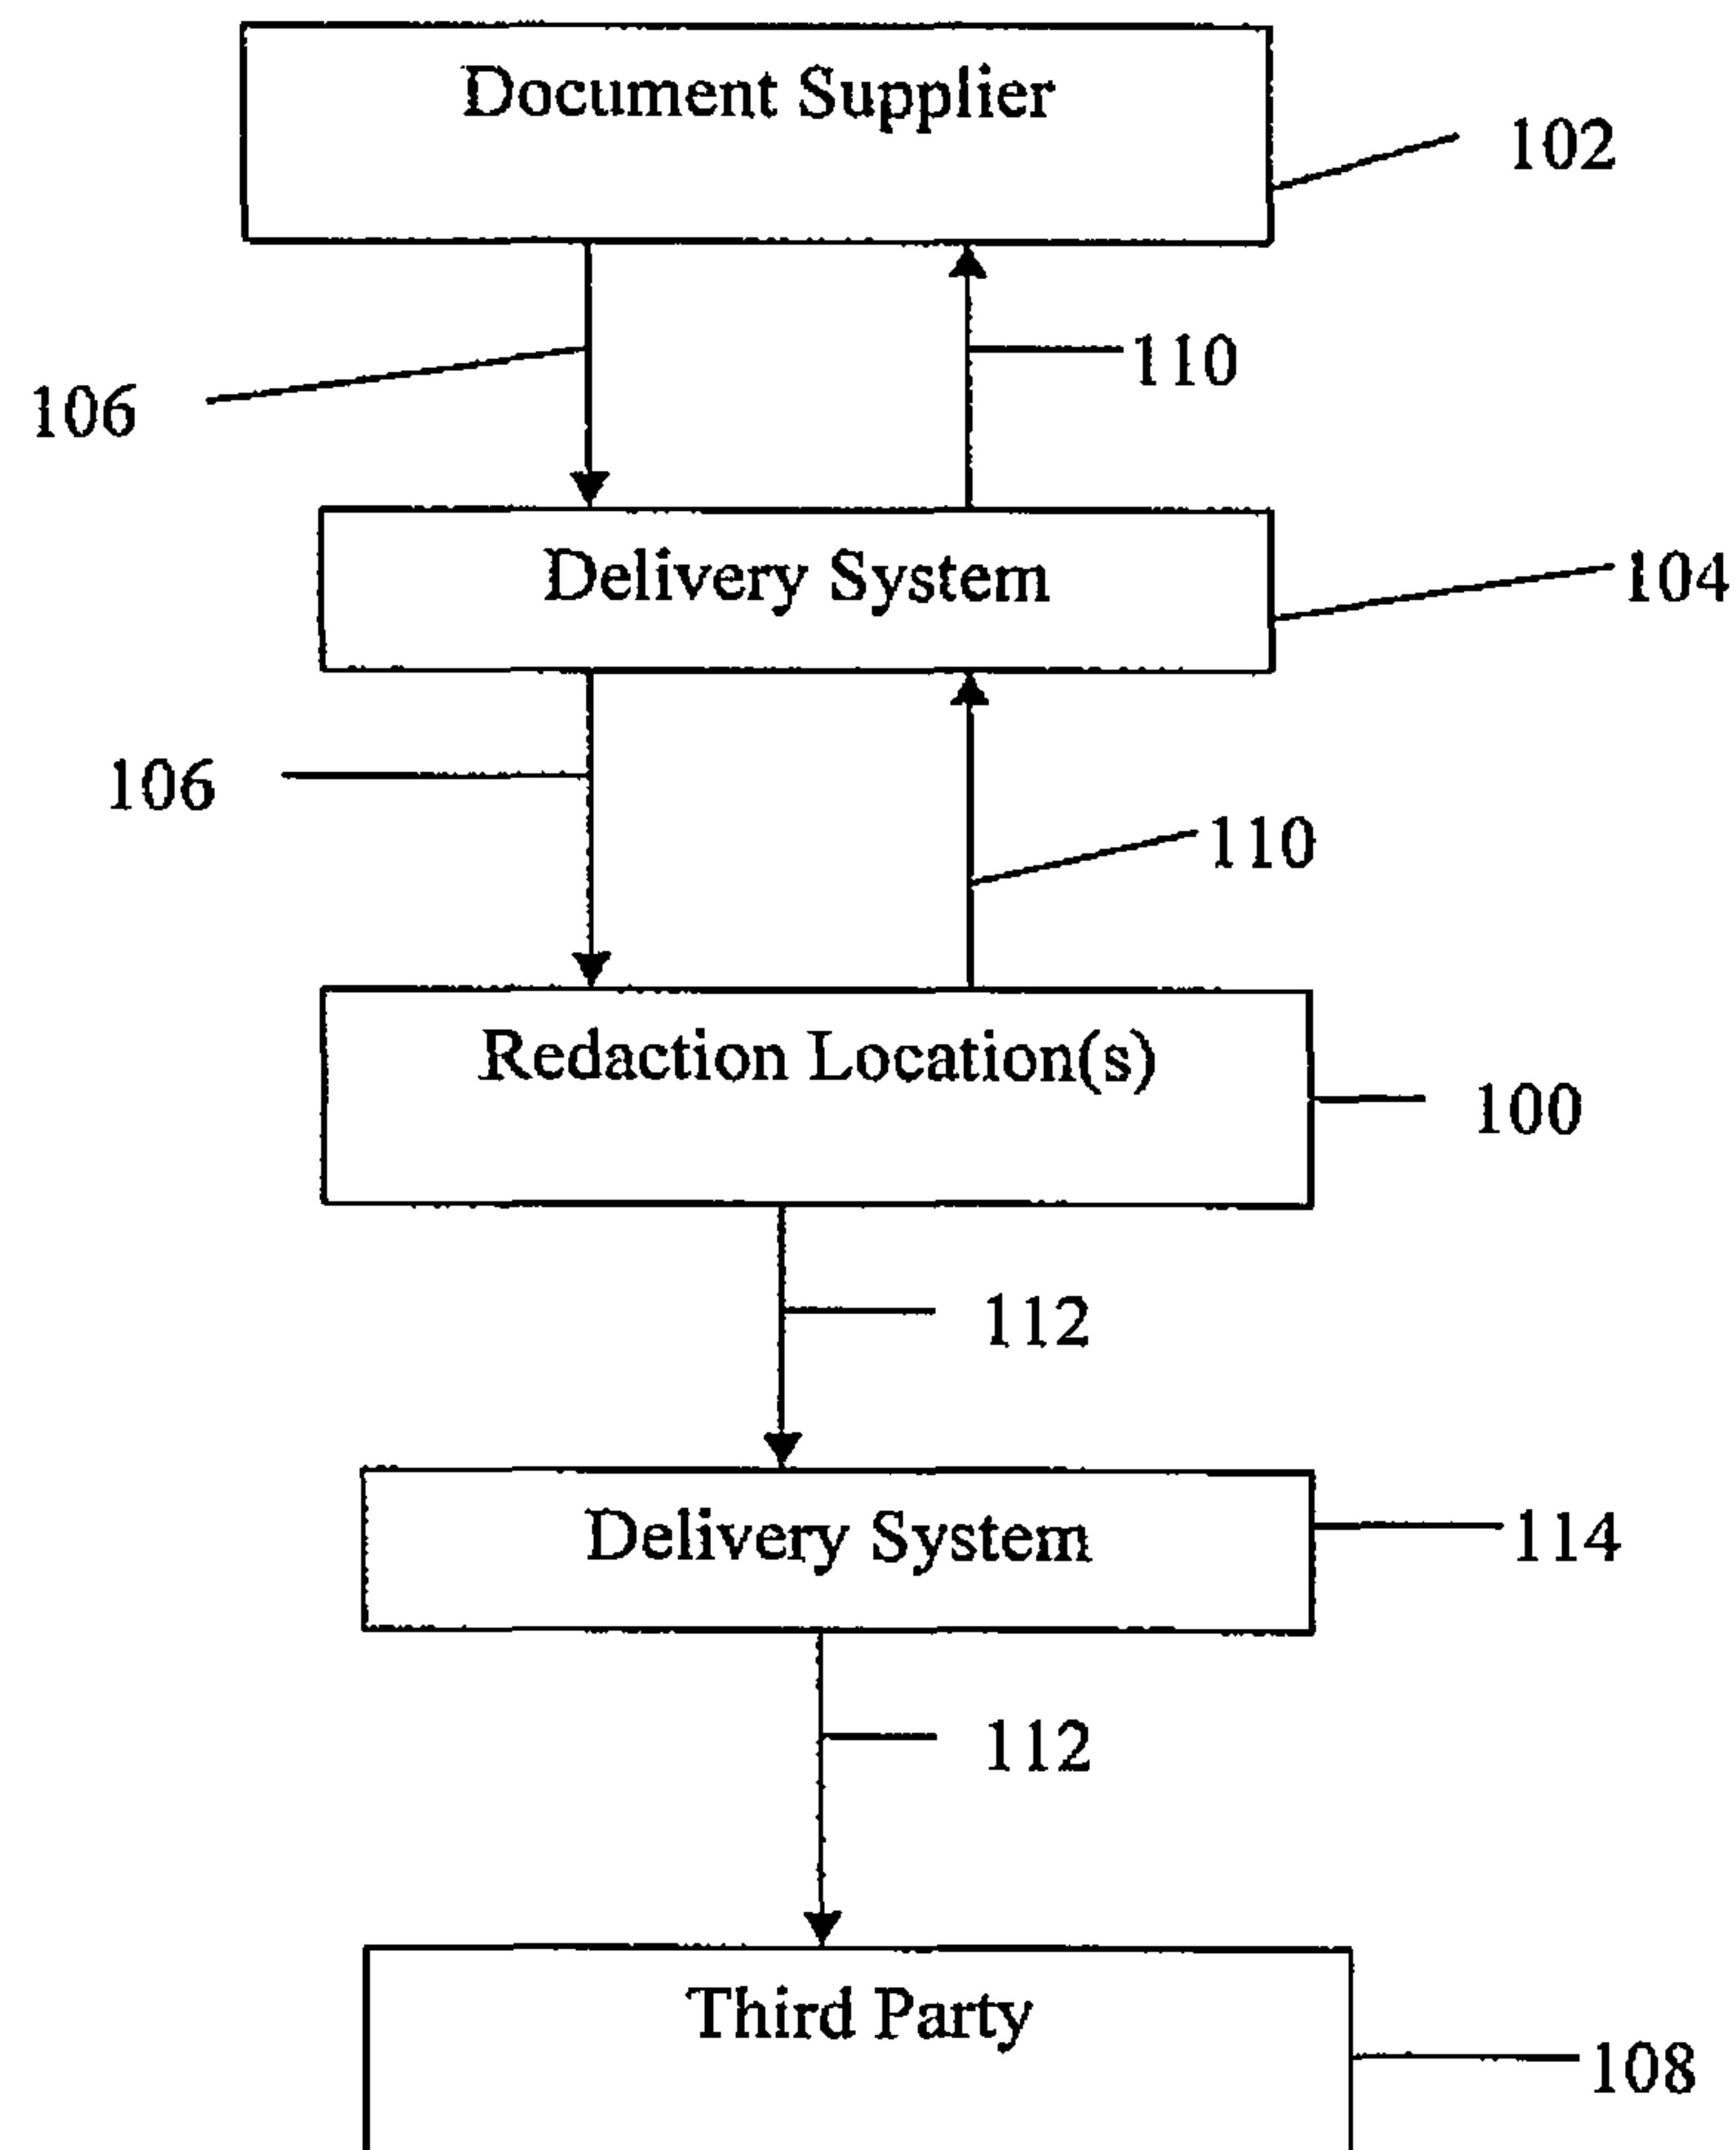 Document Supplier
102
110
106
Delivery System
104
106
110
Redaction Location(s)
100
112
Delivery System
114
112
Third Party
108